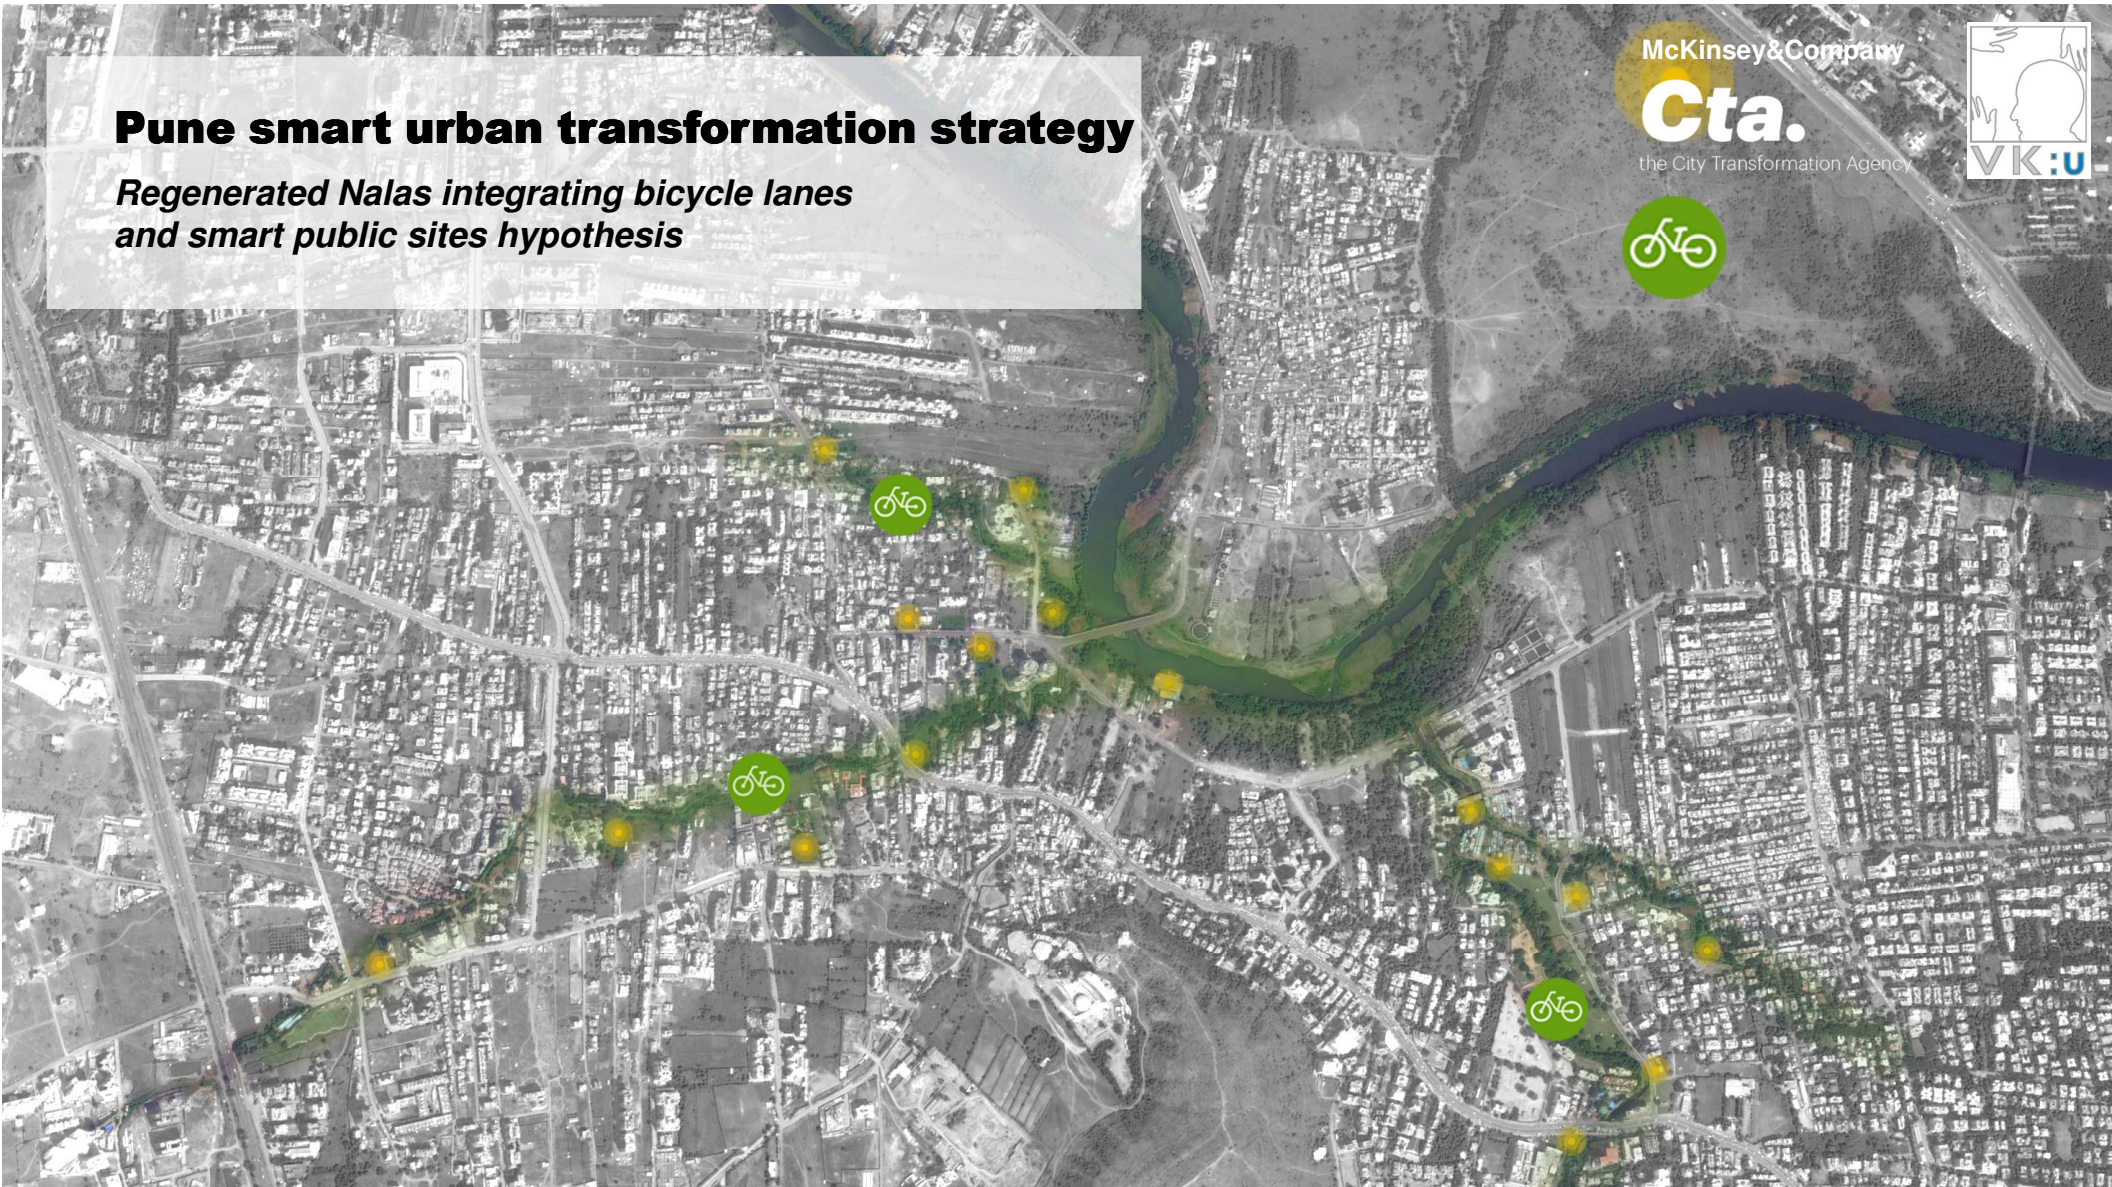 Pune smart urban transformation strategy
Regenerated Nalas integrating bicycle lanes
and smart public sites hypothesis
McKinsey&Company
Cta.
the City Transformation Agency
VK:U